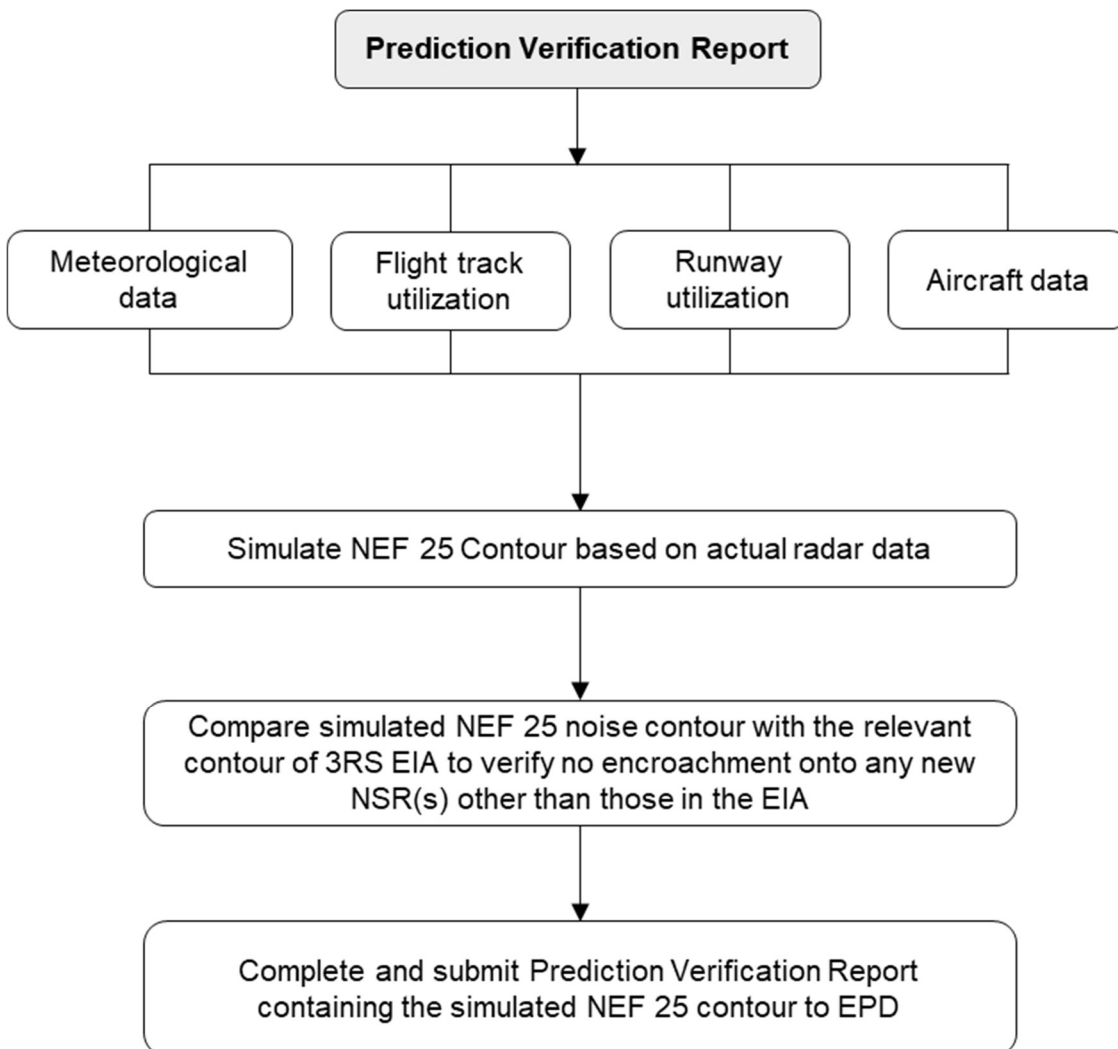 Prediction Verification Report
Meteorological
data
Flight track
utilization
Runway
utilization
Aircraft data
Simulate NEF 25 Contour based on actual radar data
Compare simulated NEF 25 noise contour with the relevant
contour of 3RS EIA to verify no encroachment onto any new
NSR(s) other than those in the EIA
Complete and submit Prediction Verification Report
containing the simulated NEF 25 contour to EPD